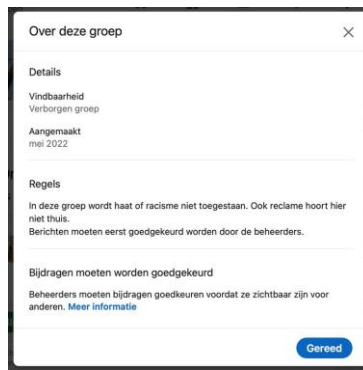 Over deze groep
Details
Vindbaarheid
Verborgen groep
Aangemaakt
mei 2022
Regels
In deze groep wordt haat of racisme niet toegestaan. Ook reclame hoort hier
niet thuis.
Berichten moeten eerst goedgekeurd worden door de beheerders.
Bijdragen moeten worden goedgekeurd
Beheerders moeten bijdragen goedkeuren voordat ze zichtbaar zijn voor
anderen. Meer informatie
Gereed